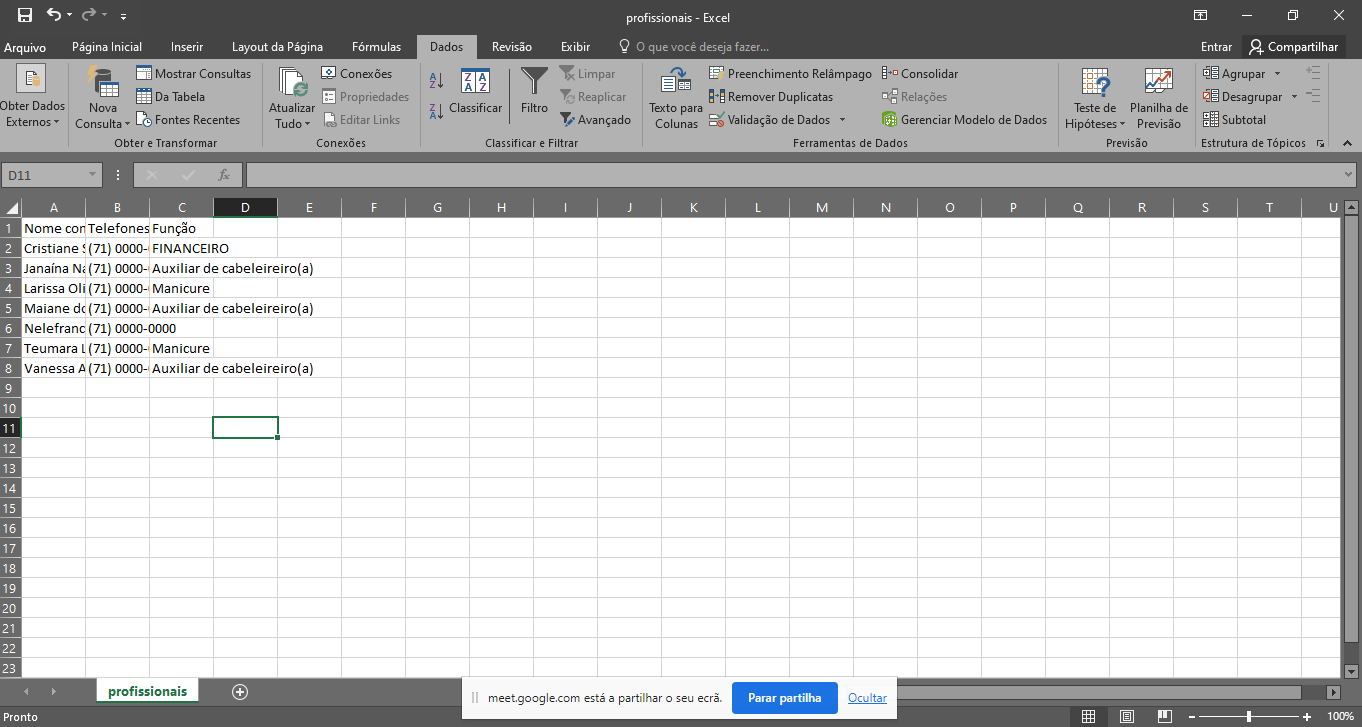 profissionais - Excel
Arquivo Página Inicial Inserir Layout da Página Fórmulas Dados Revisão Exibir O que você deseja fazer... Entrar Compartilhar
Obter Dados Externos
Nova Consulta
Mostrar Consultas
Da Tabela
Fontes Recentes
Obter e Transformar
Atualizar Tudo
Conexões
Propriedades
Editar Links
Conexões
Classificar
Filtro
Limpar
Reaplicar
Avançado
Classificar e Filtrar
Texto para Colunas
Preenchimento Relâmpago
Remover Duplicatas
Validação de Dados
Consolidar
Relações
Gerenciar Modelo de Dados
Ferramentas de Dados
Teste de Hipóteses
Planilha de Previsão
Previsão
Agrupar
Desagrupar
Subtotal
Estrutura de Tópicos
D11 fx
A B C D E F G H I J K L M N O P Q R S T U
1 Nome con Telefones Função
2 Cristiane S (71) 0000- FINANCEIRO
3 Janaína Na (71) 0000- Auxiliar de cabeleireiro(a)
4 Larissa Oli (71) 0000- Manicure
5 Maiane do (71) 0000- Auxiliar de cabeleireiro(a)
6 Nelefranc (71) 0000-0000
7 Teumara L (71) 0000- Manicure
8 Vanessa A (71) 0000- Auxiliar de cabeleireiro(a)
9
10
11
12
13
14
15
16
17
18
19
20
21
22
23
profissionais
meet.google.com está a partilhar o seu ecrã. Parar partilha Ocultar
Pronto 100%